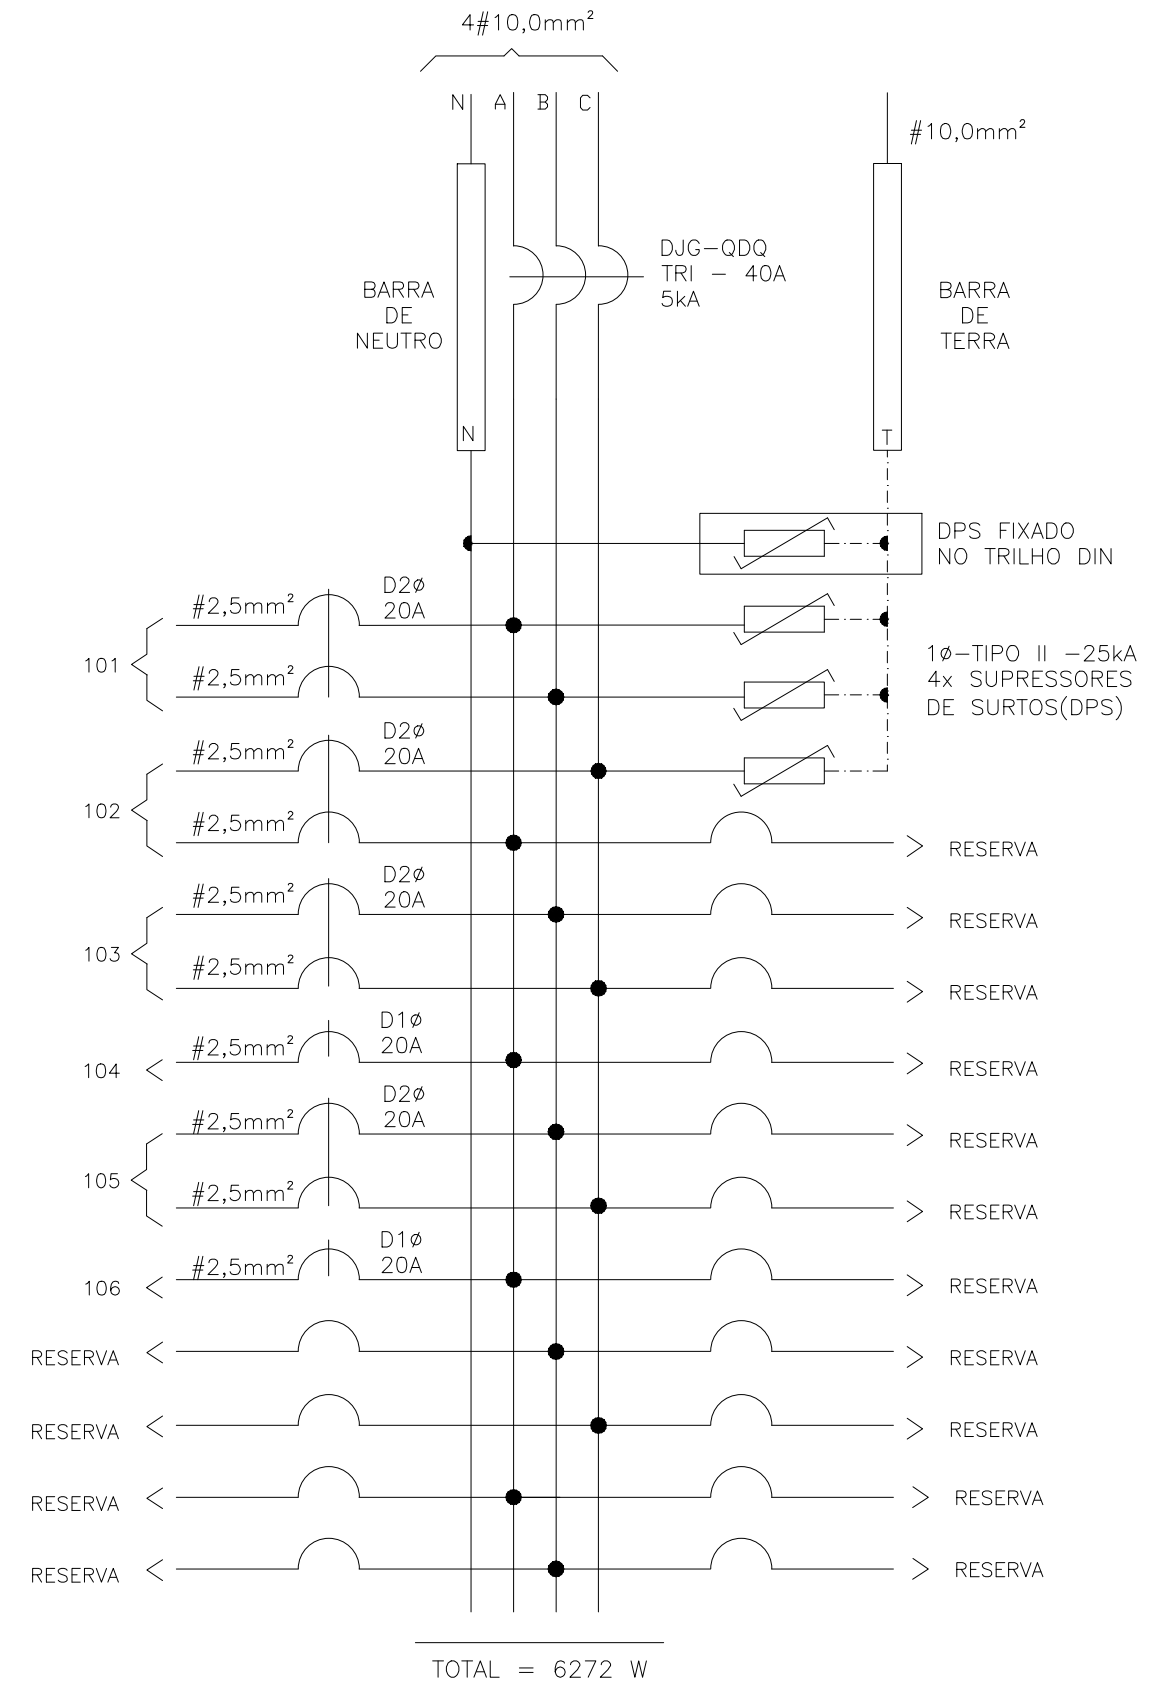 4#10,0mm²
N A B C
#10,0mm²
DJG-QDQ
TRI - 40A
5kA
BARRA
DE
NEUTRO
BARRA
DE
TERRA
N
T
DPS FIXADO
NO TRILHO DIN
D2ø
20A
#2,5mm²
101
#2,5mm²
1ø-TIPO II -25kA
4x SUPRESSORES
DE SURTOS(DPS)
D2ø
20A
#2,5mm²
102
#2,5mm²
RESERVA
D2ø
20A
#2,5mm²
RESERVA
103
#2,5mm²
RESERVA
D1ø
20A
#2,5mm²
104
RESERVA
D2ø
20A
#2,5mm²
RESERVA
105
#2,5mm²
RESERVA
D1ø
20A
#2,5mm²
106
RESERVA
RESERVA
RESERVA
RESERVA
RESERVA
RESERVA
RESERVA
RESERVA
RESERVA
TOTAL = 6272 W